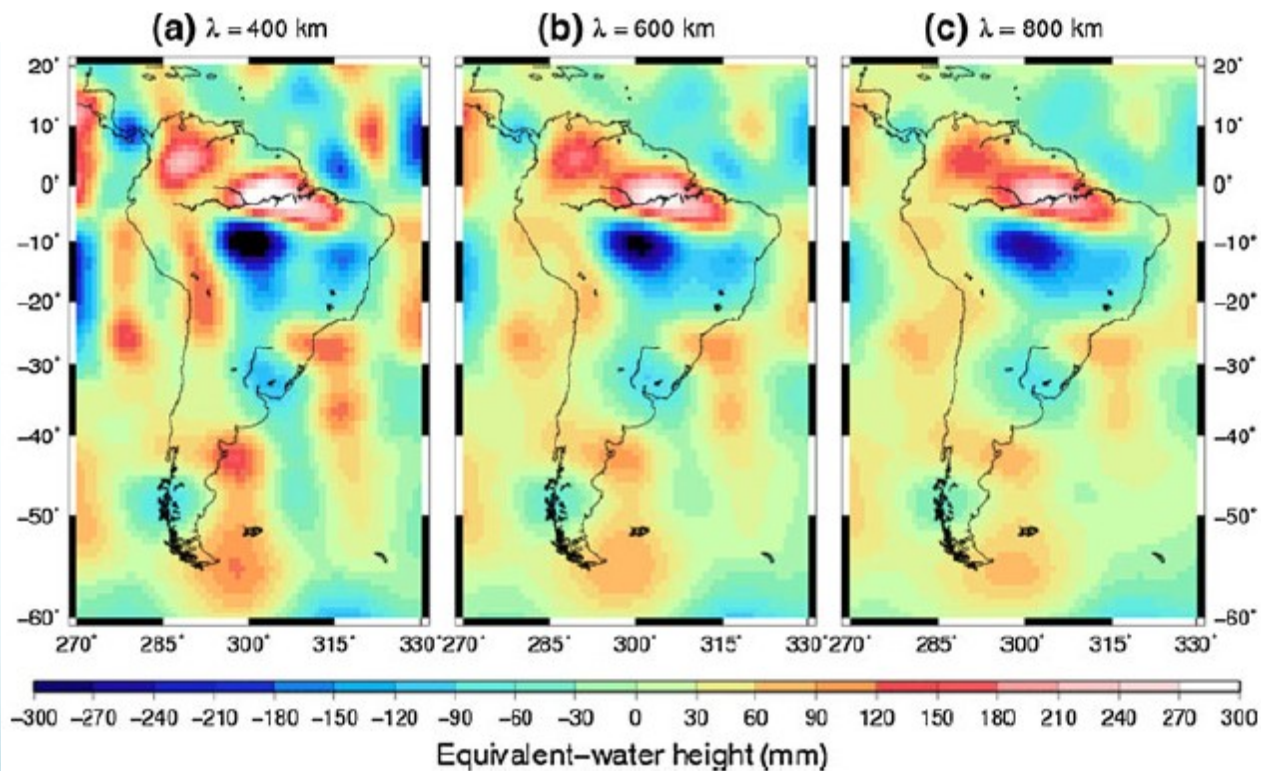 (a) λ = 400 km (b) λ = 600 km (c) λ = 800 km
20° 20°
10° 10°
0° 0°
−10° −10°
−20° −20°
−30° −30°
−40° −40°
−50° −50°
−60° −60°
270° 285° 300° 315° 330° 270° 285° 300° 315° 330° 270° 285° 300° 315° 330°
−300 −270 −240 −210 −180 −150 −120 −90 −60 −30 0 30 60 90 120 150 180 210 240 270 300
Equivalent−water height (mm)